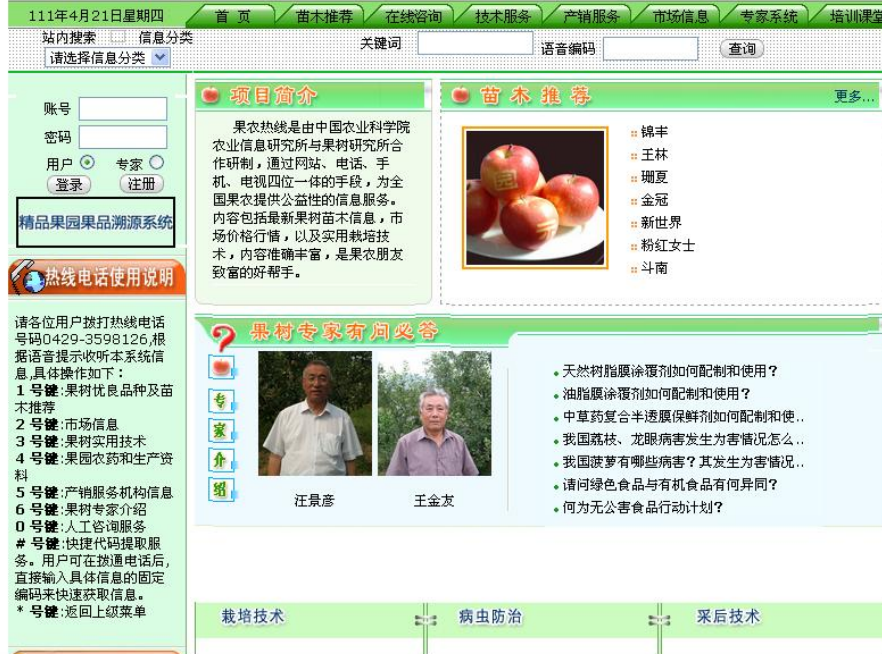 111年4月21日星期四
首 页
苗木推荐
在线咨询
技术服务
产销服务
市场信息
专家系统
培训课堂
站内搜索 信息分类
请选择信息分类
关键词
语音编码
查询
账号
密码
用户 专家
登录 注册
精品果园果品溯源系统
热线电话使用说明
请各位用户拨打热线电话
号码0429-3598126,根
据语音提示收听本系统信
息,具体操作如下：
1 号键:果树优良品种及苗
木推荐
2 号键:市场信息
3 号键:果树实用技术
4 号键:果园农药和生产资
料
5 号键:产销服务机构信息
6 号键:果树专家介绍
0 号键:人工咨询服务
# 号键:快捷代码提取服
务。用户可在拨通电话后,
直接输入具体信息的固定
编码来快速获取信息。
* 号键:返回上级菜单
项目简介
果农热线是由中国农业科学院
农业信息研究所与果树研究所合
作研制，通过网站、电话、手
机、电视四位一体的手段，为全
国果农提供公益性的信息服务。
内容包括最新果树苗木信息，市
场价格行情，以及实用栽培技
术，内容准确丰富，是果农朋友
致富的好帮手。
苗木推荐
更多...
锦丰
王林
珊夏
金冠
新世界
粉红女士
斗南
果树专家有问必答
专
家
介
绍
汪景彦
王金友
天然树脂膜涂覆剂如何配制和使用？
油脂膜涂覆剂如何配制和使用？
中草药复合半透膜保鲜剂如何配制和使..
我国荔枝、龙眼病害发生为害情况怎么..
我国菠萝有哪些病害？其发生为害情况..
请问绿色食品与有机食品有何异同？
何为无公害食品行动计划？
栽培技术
病虫防治
采后技术